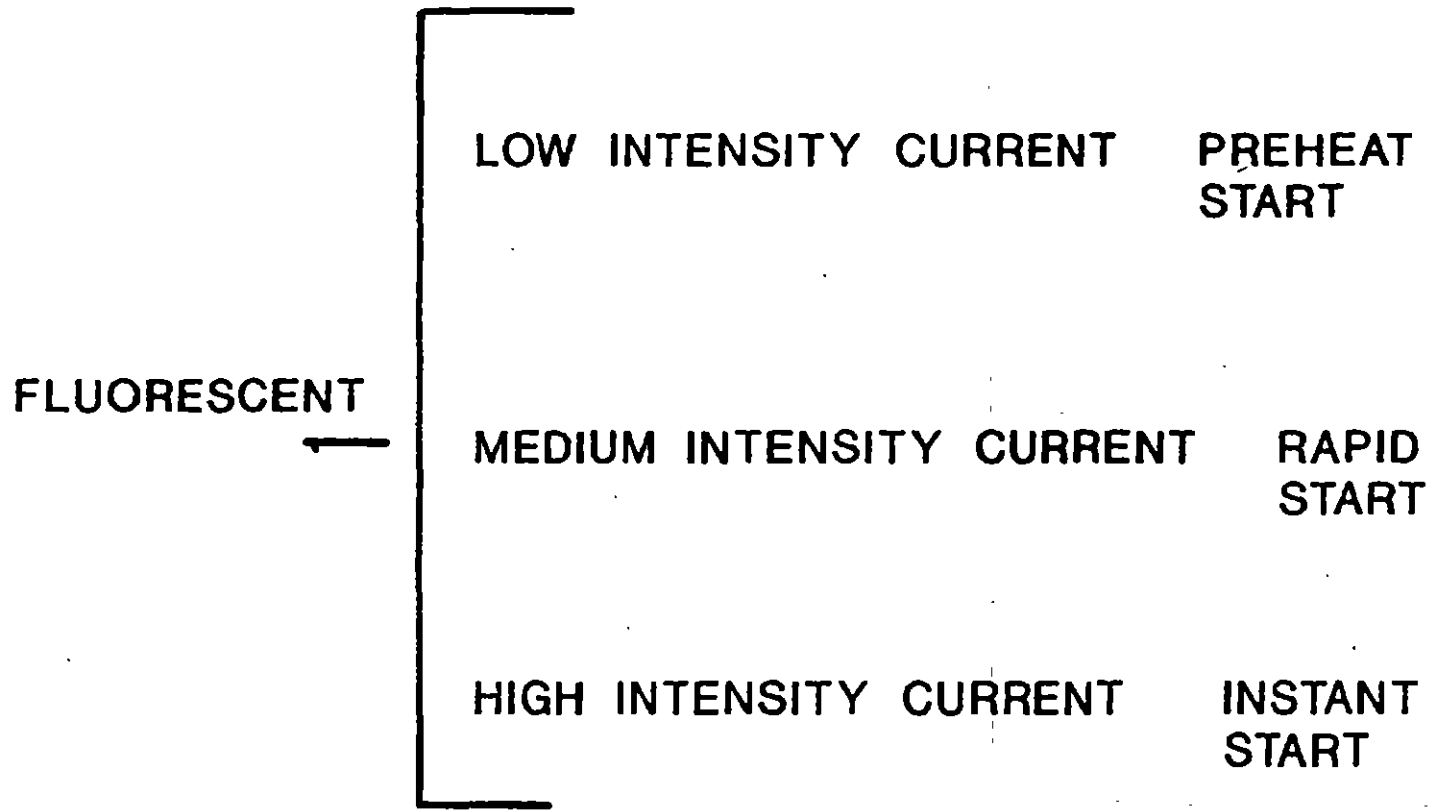 LOW INTENSITY CURRENT PREHEAT
START
FLUORESCENT
MEDIUM INTENSITY CURRENT RAPID
START
HIGH INTENSITY CURRENT INSTANT
START